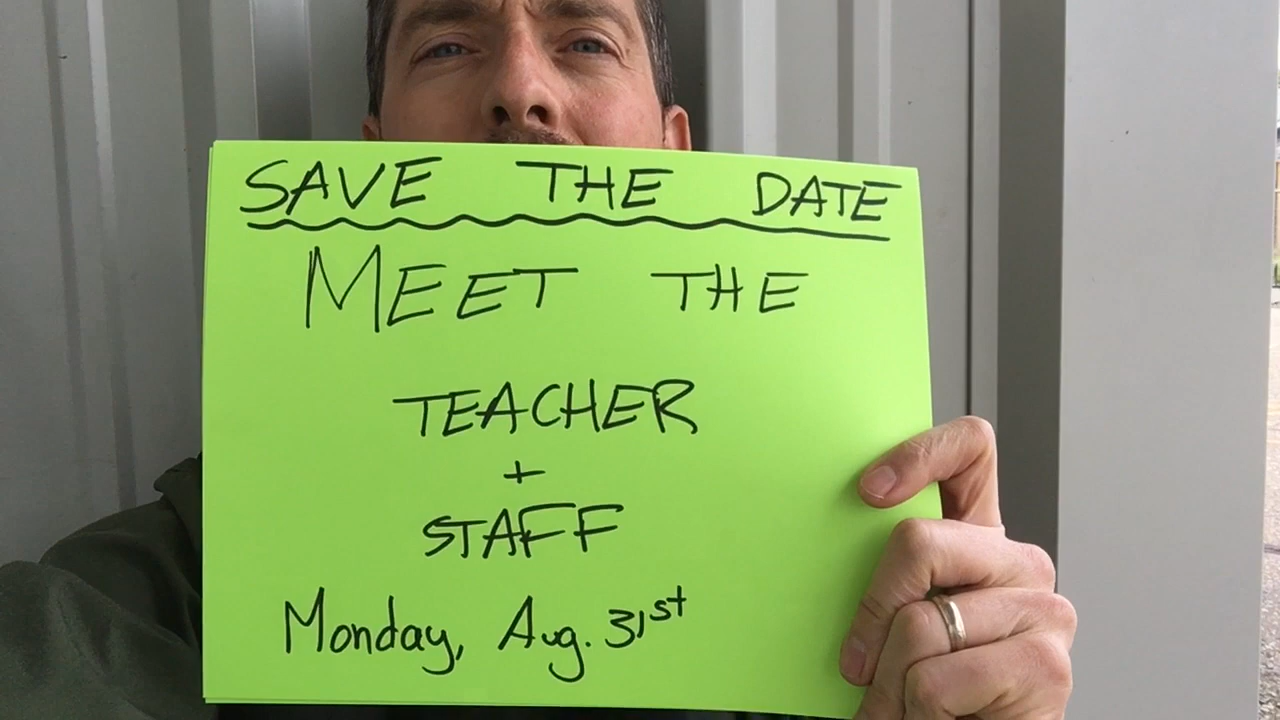 SAVE THE DATE
MEET THE
TEACHER
+
STAFF
Monday, Aug. 31st